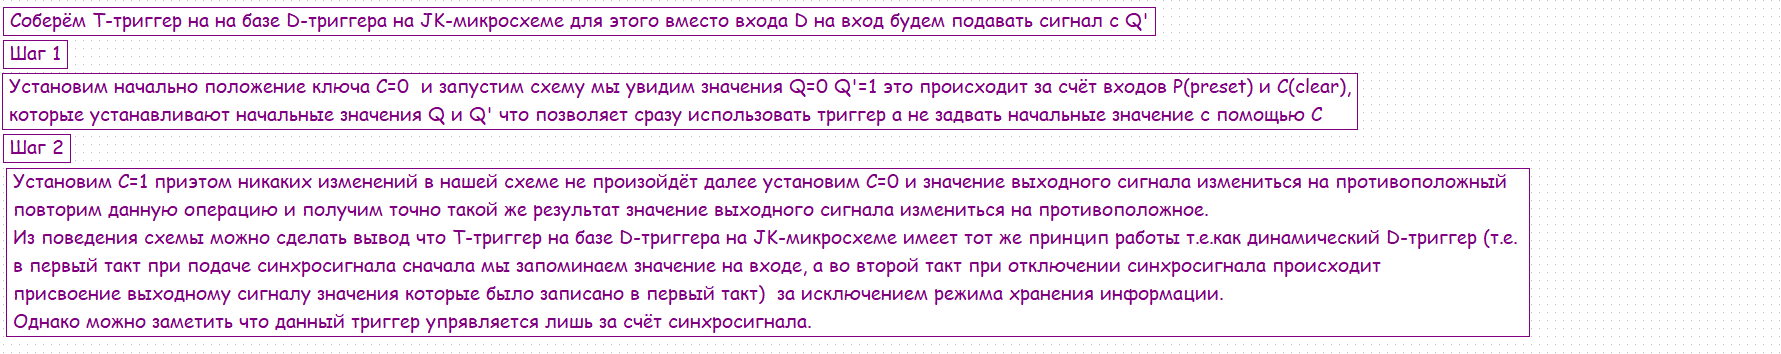 Соберём Т-триггер на на базе D-триггера на JK-микросхеме для этого вместо входа D на вход будем подавать сигнал с Q'
Шаг 1
Установим начально положение ключа С=0 и запустим схему мы увидим значения Q=0 Q'=1 это происходит за счёт входов P(preset) и C(clear),
которые устанавливают начальные значения Q и Q' что позволяет сразу использовать триггер а не задвать начальные значение с помощью С
Шаг 2
Установим С=1 приэтом никаких изменений в нашей схеме не произойдёт далее установим С=0 и значение выходного сигнала измениться на противоположный
повторим данную операцию и получим точно такой же результат значение выходного сигнала измениться на противоположное.
Из поведения схемы можно сделать вывод что Т-триггер на базе D-триггера на JK-микросхеме имеет тот же принцип работы т.е.как динамический D-триггер (т.е.
в первый такт при подаче синхросигнала сначала мы запоминаем значение на входе, а во второй такт при отключении синхросигнала происходит
присвоение выходному сигналу значения которые было записано в первый такт) за исключением режима хранения информации.
Однако можно заметить что данный триггер упрявляется лишь за счёт синхросигнала.